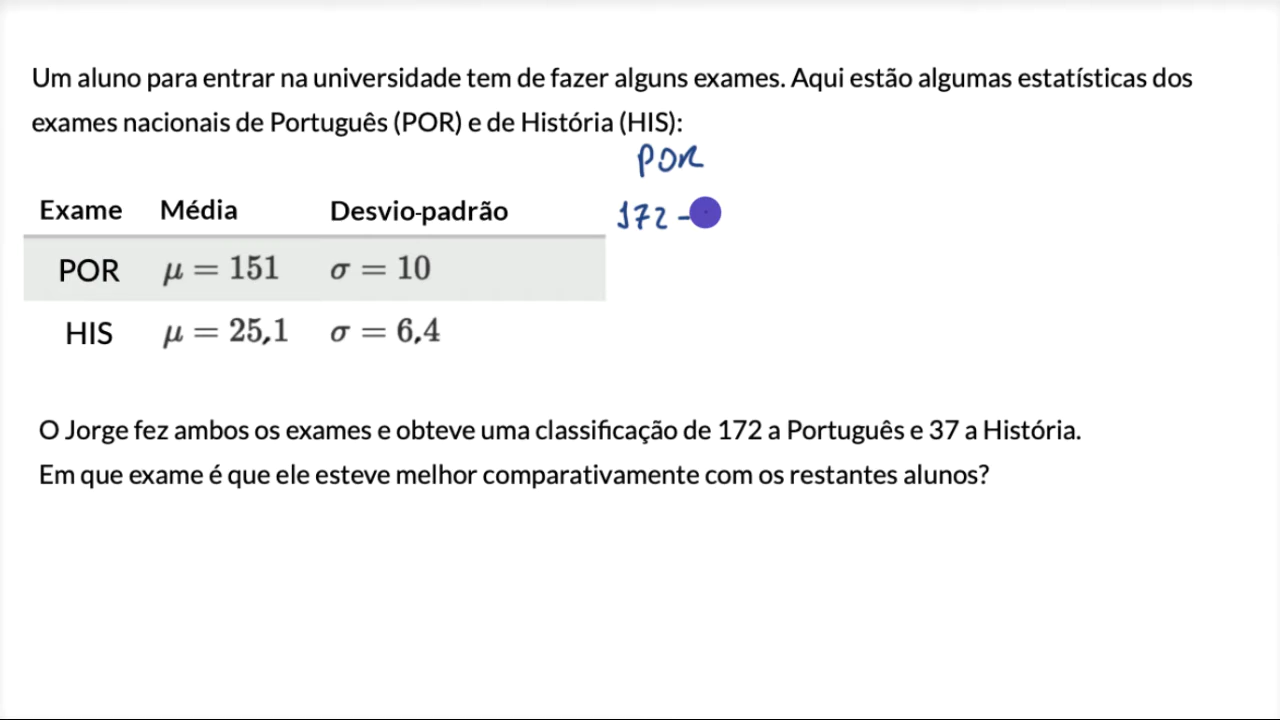 Um aluno para entrar na universidade tem de fazer alguns exames. Aqui estão algumas estatísticas dos
exames nacionais de Português (POR) e de História (HIS):
POR
Exame Média Desvio-padrão 172 -
POR μ = 151 σ = 10
HIS μ = 25,1 σ = 6,4
O Jorge fez ambos os exames e obteve uma classificação de 172 a Português e 37 a História.
Em que exame é que ele esteve melhor comparativamente com os restantes alunos?